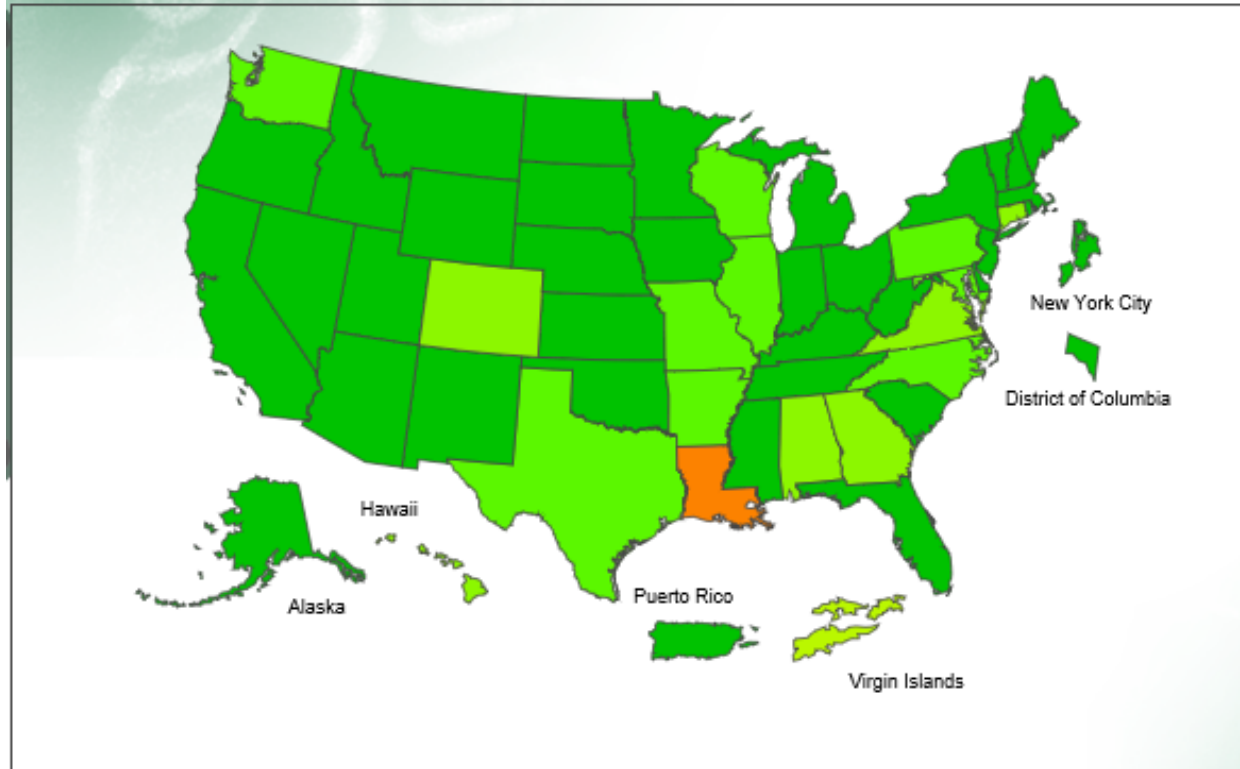 New York City
District of Columbia
Hawaii
Alaska
Puerto Rico
Virgin Islands